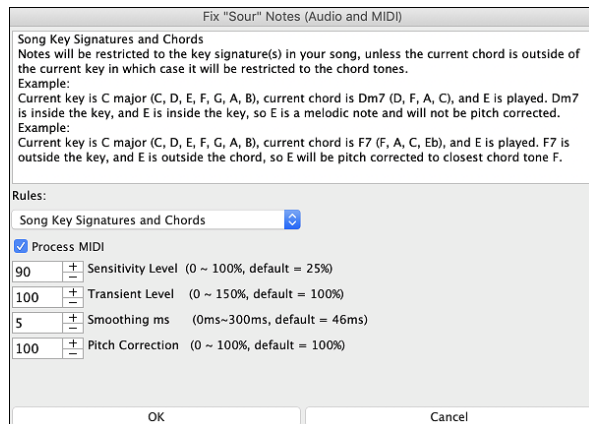 Fix "Sour" Notes (Audio and MIDI)
Song Key Signatures and Chords
Notes will be restricted to the key signature(s) in your song, unless the current chord is outside of
the current key in which case it will be restricted to the chord tones.
Example:
Current key is C major (C, D, E, F, G, A, B), current chord is Dm7 (D, F, A, C), and E is played. Dm7
is inside the key, and E is inside the key, so E is a melodic note and will not be pitch corrected.
Example:
Current key is C major (C, D, E, F, G, A, B), current chord is F7 (F, A, C, Eb), and E is played. F7 is
outside the key, and E is outside the chord, so E will be pitch corrected to closest chord tone F.
Rules:
Song Key Signatures and Chords
Process MIDI
90 + − Sensitivity Level (0 ~ 100%, default = 25%)
100 + − Transient Level (0 ~ 150%, default = 100%)
5 + − Smoothing ms (0ms~300ms, default = 46ms)
100 + − Pitch Correction (0 ~ 100%, default = 100%)
OK Cancel